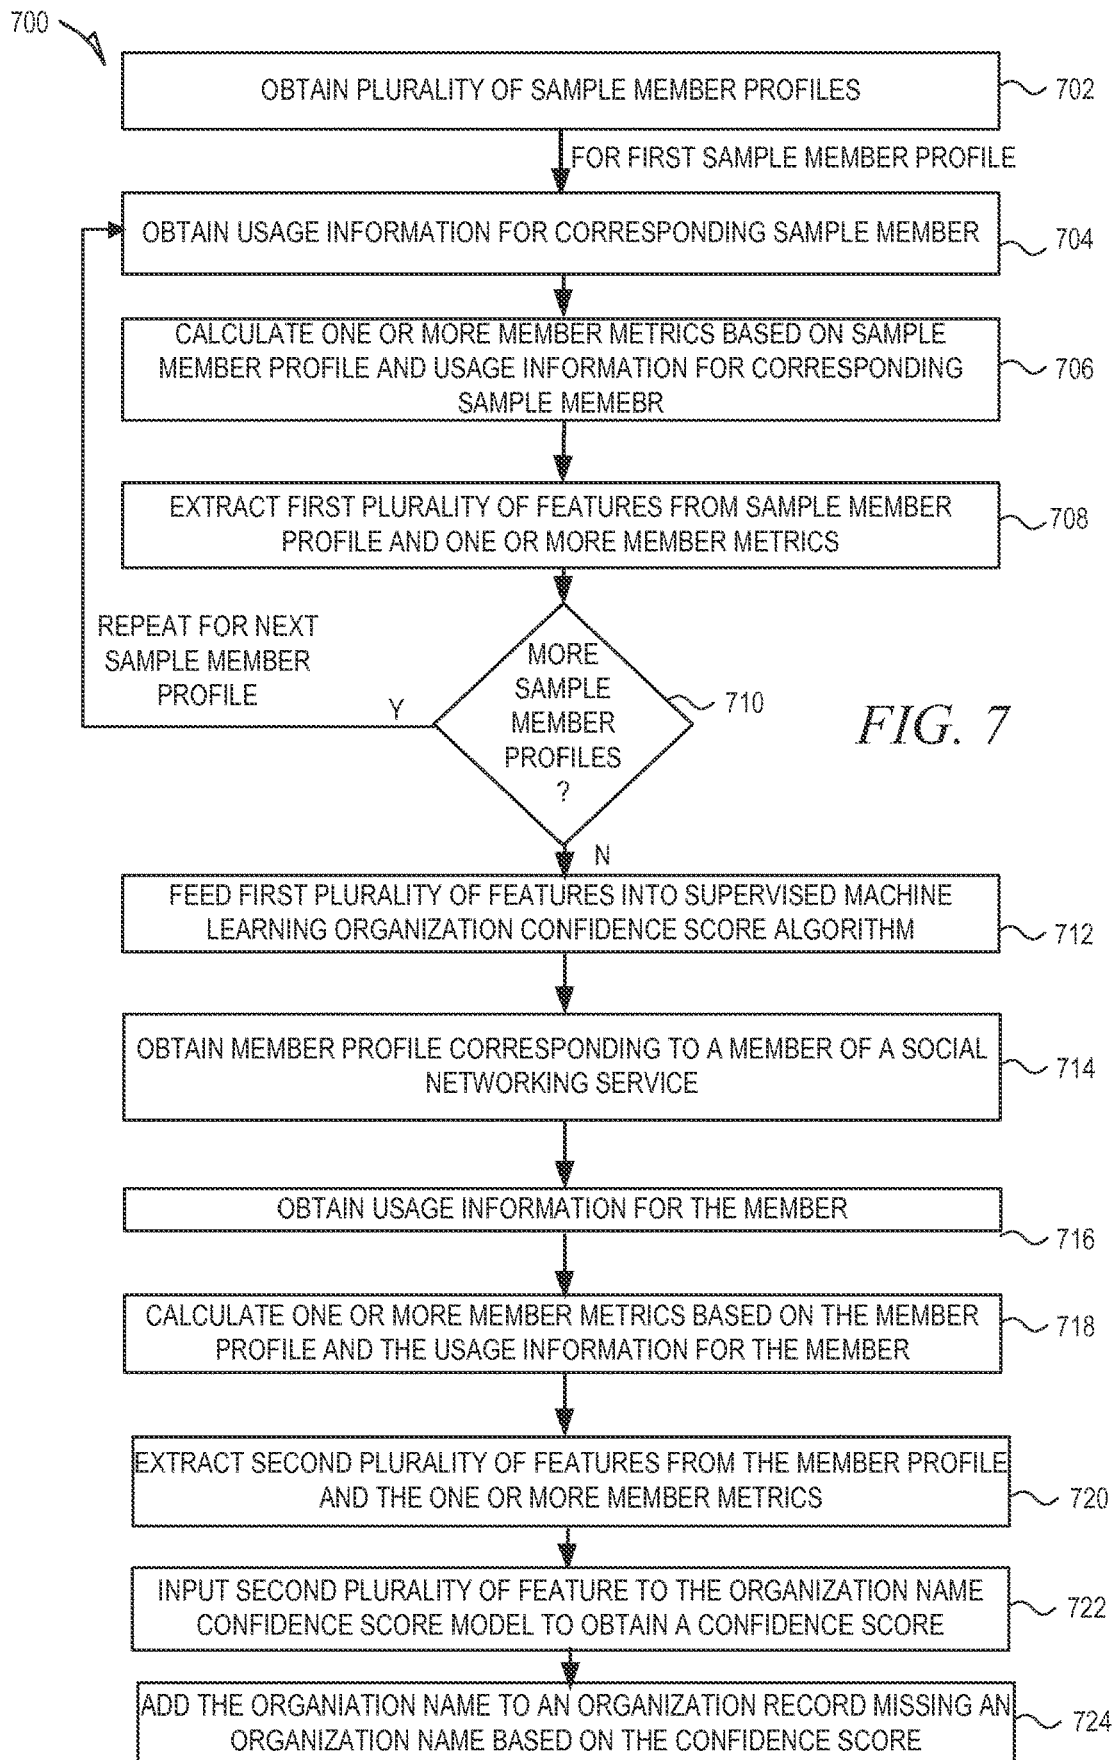 700
OBTAIN PLURALITY OF SAMPLE MEMBER PROFILES
702
FOR FIRST SAMPLE MEMBER PROFILE
OBTAIN USAGE INFORMATION FOR CORRESPONDING SAMPLE MEMBER
704
CALCULATE ONE OR MORE MEMBER METRICS BASED ON SAMPLE
MEMBER PROFILE AND USAGE INFORMATION FOR CORRESPONDING
SAMPLE MEMEBR
706
EXTRACT FIRST PLURALITY OF FEATURES FROM SAMPLE MEMBER
PROFILE AND ONE OR MORE MEMBER METRICS
708
REPEAT FOR NEXT
SAMPLE MEMBER
PROFILE
Y
MORE
SAMPLE
MEMBER
PROFILES
?
710
FIG. 7
N
FEED FIRST PLURALITY OF FEATURES INTO SUPERVISED MACHINE
LEARNING ORGANIZATION CONFIDENCE SCORE ALGORITHM
712
OBTAIN MEMBER PROFILE CORRESPONDING TO A MEMBER OF A SOCIAL
NETWORKING SERVICE
714
OBTAIN USAGE INFORMATION FOR THE MEMBER
716
CALCULATE ONE OR MORE MEMBER METRICS BASED ON THE MEMBER
PROFILE AND THE USAGE INFORMATION FOR THE MEMBER
718
EXTRACT SECOND PLURALITY OF FEATURES FROM THE MEMBER PROFILE
AND THE ONE OR MORE MEMBER METRICS
720
INPUT SECOND PLURALITY OF FEATURE TO THE ORGANIZATION NAME
CONFIDENCE SCORE MODEL TO OBTAIN A CONFIDENCE SCORE
722
ADD THE ORGANIATION NAME TO AN ORGANIZATION RECORD MISSING AN
ORGANIZATION NAME BASED ON THE CONFIDENCE SCORE
724